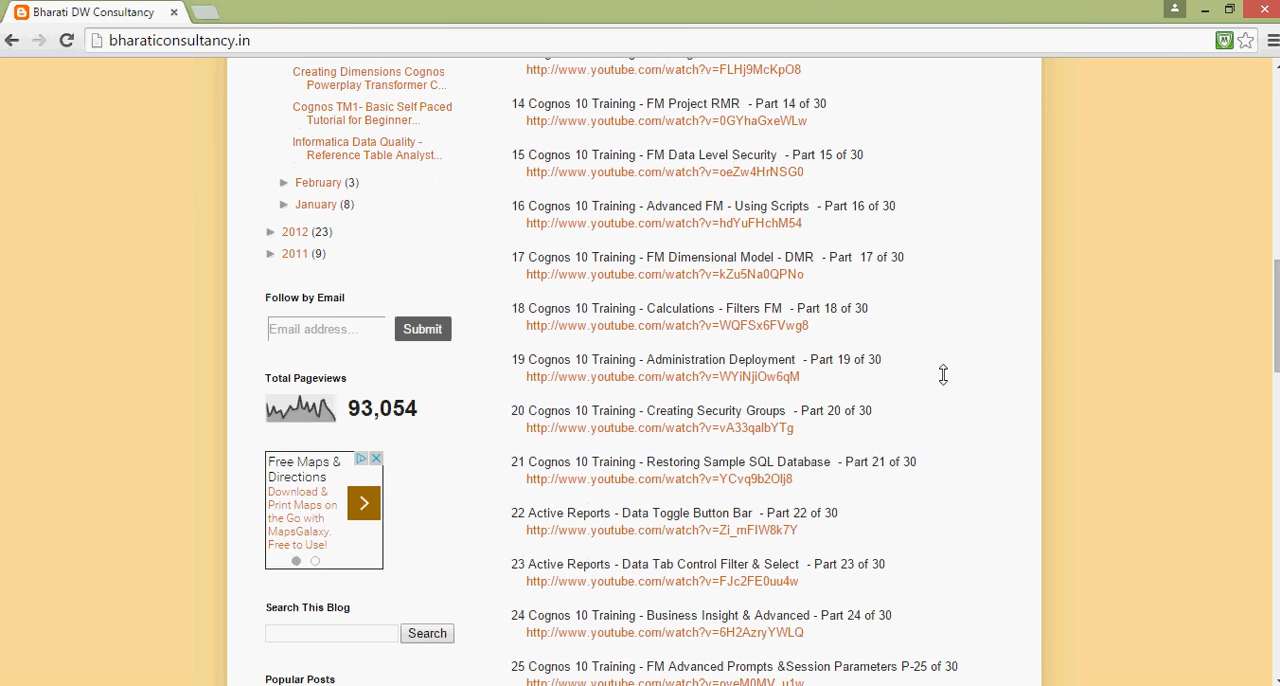 Bharati DW Consultancy
bharaticonsultancy.in
Creating Dimensions Cognos
Powerplay Transformer C...
Cognos TM1- Basic Self Paced
Tutorial for Beginner...
Informatica Data Quality -
Reference Table Analyst...
► February (3)
► January (8)
► 2012 (23)
► 2011 (9)
Follow by Email
Email address...
Submit
Total Pageviews
93,054
Free Maps &
Directions
Download &
Print Maps on
the Go with
MapsGalaxy.
Free to Use!
Search This Blog
Search
Popular Posts
http://www.youtube.com/watch?v=FLHj9McKpO8
14 Cognos 10 Training - FM Project RMR - Part 14 of 30
http://www.youtube.com/watch?v=0GYhaGxeWLw
15 Cognos 10 Training - FM Data Level Security - Part 15 of 30
http://www.youtube.com/watch?v=oeZw4HrNSG0
16 Cognos 10 Training - Advanced FM - Using Scripts - Part 16 of 30
http://www.youtube.com/watch?v=hdYuFHchM54
17 Cognos 10 Training - FM Dimensional Model - DMR - Part 17 of 30
http://www.youtube.com/watch?v=kZu5Na0QPNo
18 Cognos 10 Training - Calculations - Filters FM - Part 18 of 30
http://www.youtube.com/watch?v=WQFSx6FVwg8
19 Cognos 10 Training - Administration Deployment - Part 19 of 30
http://www.youtube.com/watch?v=WYiNjiOw6qM
20 Cognos 10 Training - Creating Security Groups - Part 20 of 30
http://www.youtube.com/watch?v=vA33qalbYTg
21 Cognos 10 Training - Restoring Sample SQL Database - Part 21 of 30
http://www.youtube.com/watch?v=YCvq9b2Olj8
22 Active Reports - Data Toggle Button Bar - Part 22 of 30
http://www.youtube.com/watch?v=Zi_mFIW8k7Y
23 Active Reports - Data Tab Control Filter & Select - Part 23 of 30
http://www.youtube.com/watch?v=FJc2FE0uu4w
24 Cognos 10 Training - Business Insight & Advanced - Part 24 of 30
http://www.youtube.com/watch?v=6H2AzryYWLQ
25 Cognos 10 Training - FM Advanced Prompts &Session Parameters P-25 of 30